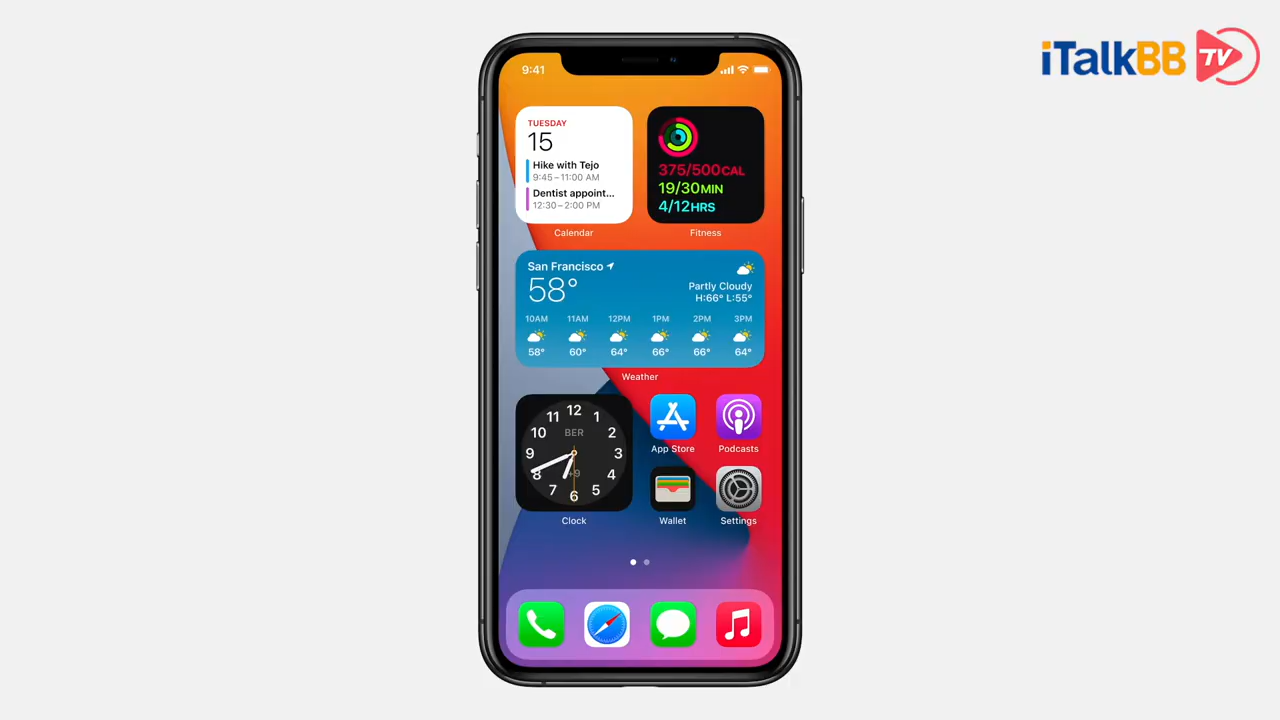 iTalkBB TV
9:41
TUESDAY
15
Hike with Tejo
9:45 – 11:00 AM
Dentist appoint...
12:30 – 2:00 PM
Calendar
375/500CAL
19/30MIN
4/12HRS
Fitness
San Francisco
58°
Partly Cloudy
H:66° L:55°
10AM 11AM 12PM 1PM 2PM 3PM
58° 60° 64° 66° 66° 64°
Weather
12
11 1
BER
10 2
9 3
+9
8 4
7 5
6
Clock
App Store
Podcasts
Wallet
Settings